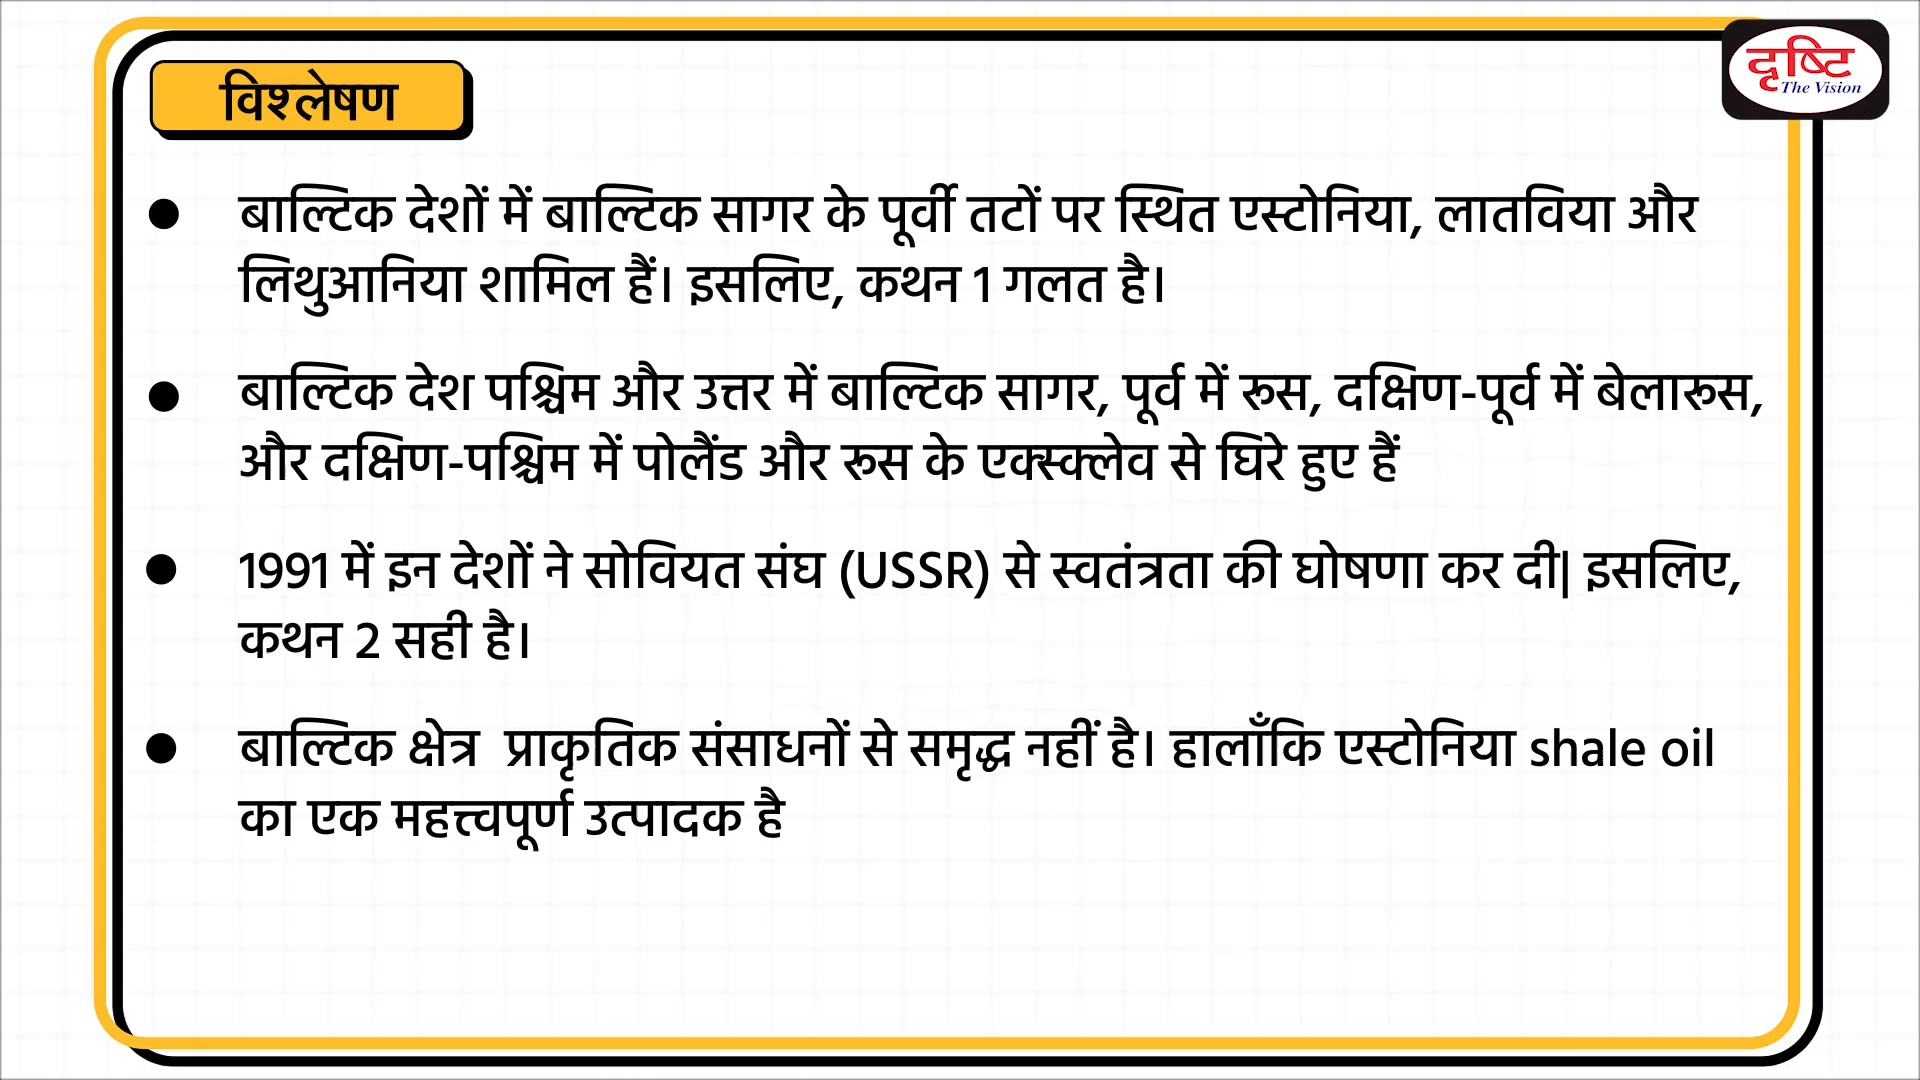 विश्लेषण
दृष्टि
The Vision
● बाल्टिक देशों में बाल्टिक सागर के पूर्वी तटों पर स्थित एस्टोनिया, लातविया और
लिथुआनिया शामिल हैं। इसलिए, कथन 1 गलत है।
● बाल्टिक देश पश्चिम और उत्तर में बाल्टिक सागर, पूर्व में रूस, दक्षिण-पूर्व में बेलारूस,
और दक्षिण-पश्चिम में पोलैंड और रूस के एक्स्क्लेव से घिरे हुए हैं
● 1991 में इन देशों ने सोवियत संघ (USSR) से स्वतंत्रता की घोषणा कर दी| इसलिए,
कथन 2 सही है।
● बाल्टिक क्षेत्र प्राकृतिक संसाधनों से समृद्ध नहीं है। हालाँकि एस्टोनिया shale oil
का एक महत्त्वपूर्ण उत्पादक है